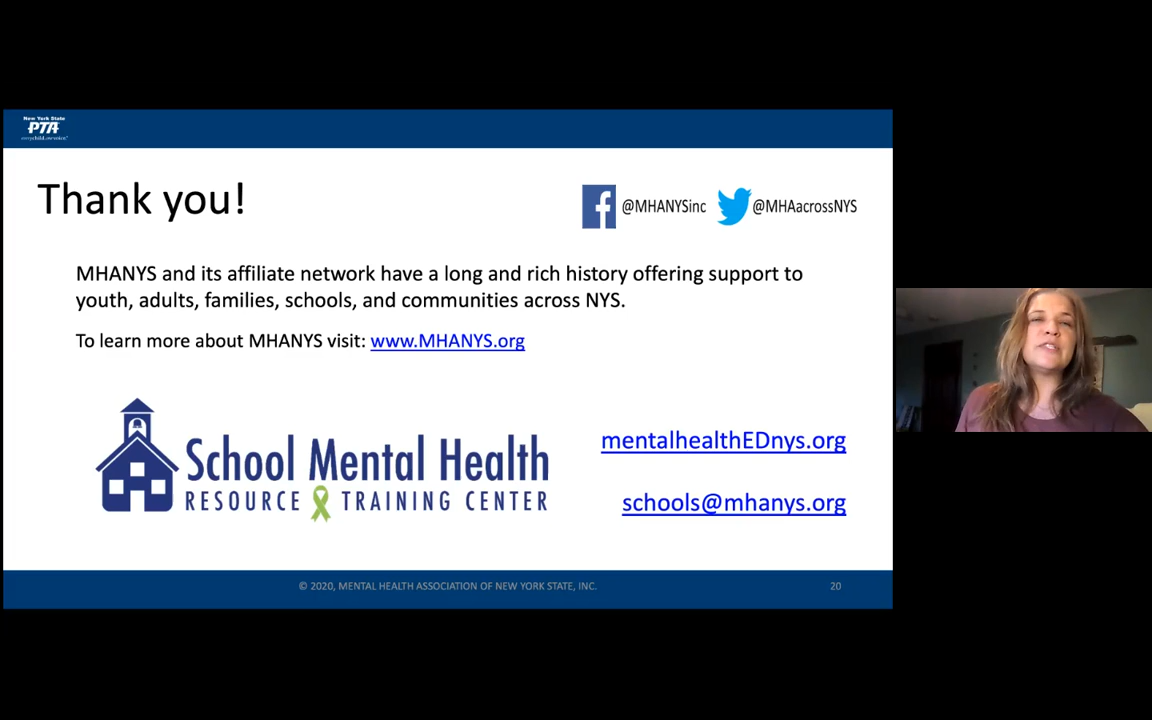 New York State
PTA
everychild.onevoice.
Thank you!
@MHANYSinc @MHAacrossNYS
MHANYS and its affiliate network have a long and rich history offering support to
youth, adults, families, schools, and communities across NYS.
To learn more about MHANYS visit: www.MHANYS.org
School Mental Health
RESOURCE TRAINING CENTER
mentalhealthEDnys.org
schools@mhanys.org
© 2020, MENTAL HEALTH ASSOCIATION OF NEW YORK STATE, INC.
20